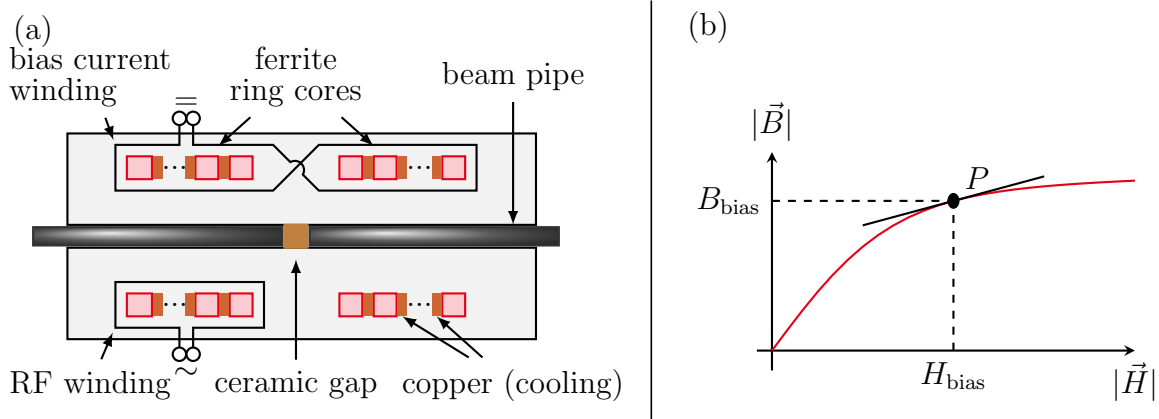 (a)
bias current
winding
ferrite
ring cores
beam pipe
=
...
...
...
...
RF winding
~
ceramic gap
copper (cooling)
(b)
|B⃗|
B_bias
P
H_bias
|H⃗|